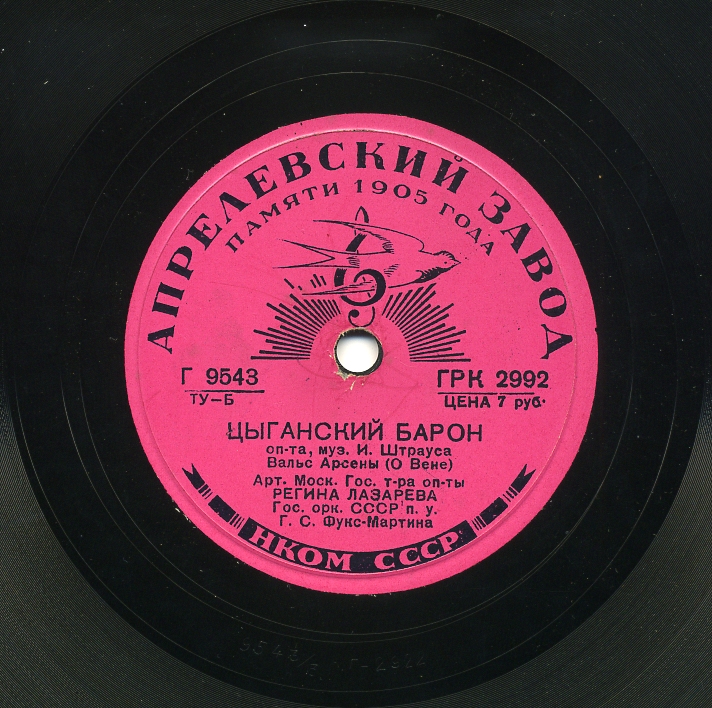 АПРЕЛЕВСКИЙ ЗАВОД
ПАМЯТИ 1905 ГОДА
Г 9543
ТУ-Б
ГРК 2992
ЦЕНА 7 руб.
ЦЫГАНСКИЙ БАРОН
оп-та, муз. И. Штрауса
Вальс Арсены (О Вене)
Арт. Моск. Гос. т-ра оп-ты
РЕГИНА ЛАЗАРЕВА
Гос. орк. СССР п. у.
Г. С. Фукс-Мартина
НКОМ СССР